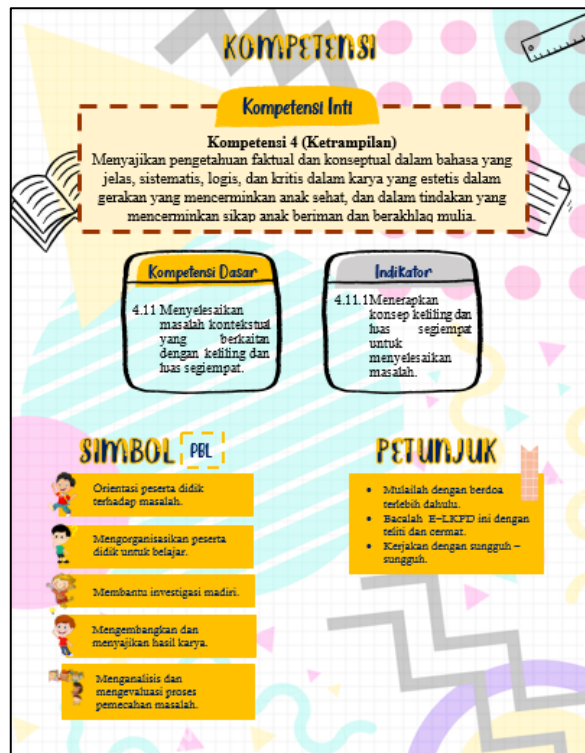 KOMPETENSI
Kompetensi Inti
Kompetensi 4 (Ketrampilan)
Menyajikan pengetahuan faktual dan konseptual dalam bahasa yang
jelas, sistematis, logis, dan kritis dalam karya yang estetis dalam
gerakan yang mencerminkan anak sehat, dan dalam tindakan yang
mencerminkan sikap anak beriman dan berakhlaq mulia.
Kompetensi Dasar
4.11 Menyelesaikan
masalah kontekstual
yang berkaitan
dengan keliling dan
luas segiempat.
Indikator
4.11.1Menerapkan
konsep keliling dan
luas segiempat
untuk
menyelesaikan
masalah.
SIMBOL PBL
Orientasi peserta didik
terhadap masalah.
Mengorganisasikan peserta
didik untuk belajar.
Membantu investigasi madiri.
Mengembangkan dan
menyajikan hasil karya.
Menganalisis dan
mengevaluasi proses
pemecahan masalah.
PETUNJUK
• Mulailah dengan berdoa
terlebih dahulu.
• Bacalah E-LKPD ini dengan
teliti dan cermat.
• Kerjakan dengan sungguh –
sungguh.